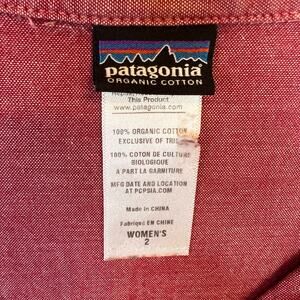 patagonia
ORGANIC COTTON
This Product
www.patagonia.com
100% ORGANIC COTTON
EXCLUSIVE OF TRIM
100% COTON DE CULTURE
BIOLOGIQUE
A PART LA GARNITURE
MFG DATE AND LOCATION
AT PCPSIA.COM
Made in CHINA
Fabriqué EN CHINE
WOMEN'S
2